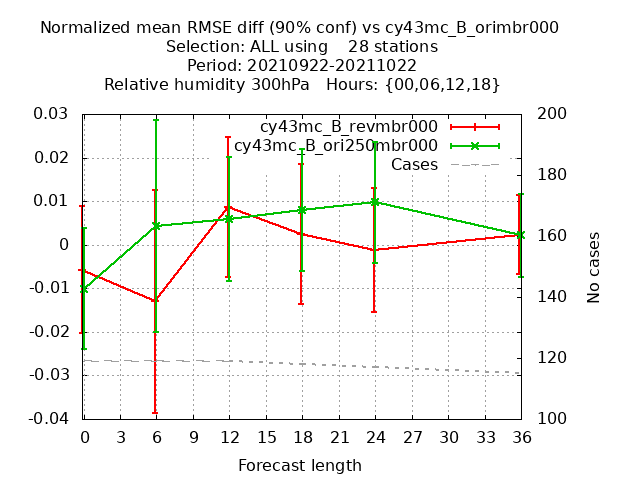 Normalized mean RMSE diff (90% conf) vs cy43mc_B_orimbr000
Selection: ALL using    28 stations
Period: 20210922-20211022
Relative humidity 300hPa   Hours: {00,06,12,18}
cy43mc_B_revmbr000
cy43mc_B_ori250mbr000
Cases
0.03
0.02
0.01
0
-0.01
-0.02
-0.03
-0.04
200
180
160
140
120
100
No cases
0 3 6 9 12 15 18 21 24 27 30 33 36
Forecast length